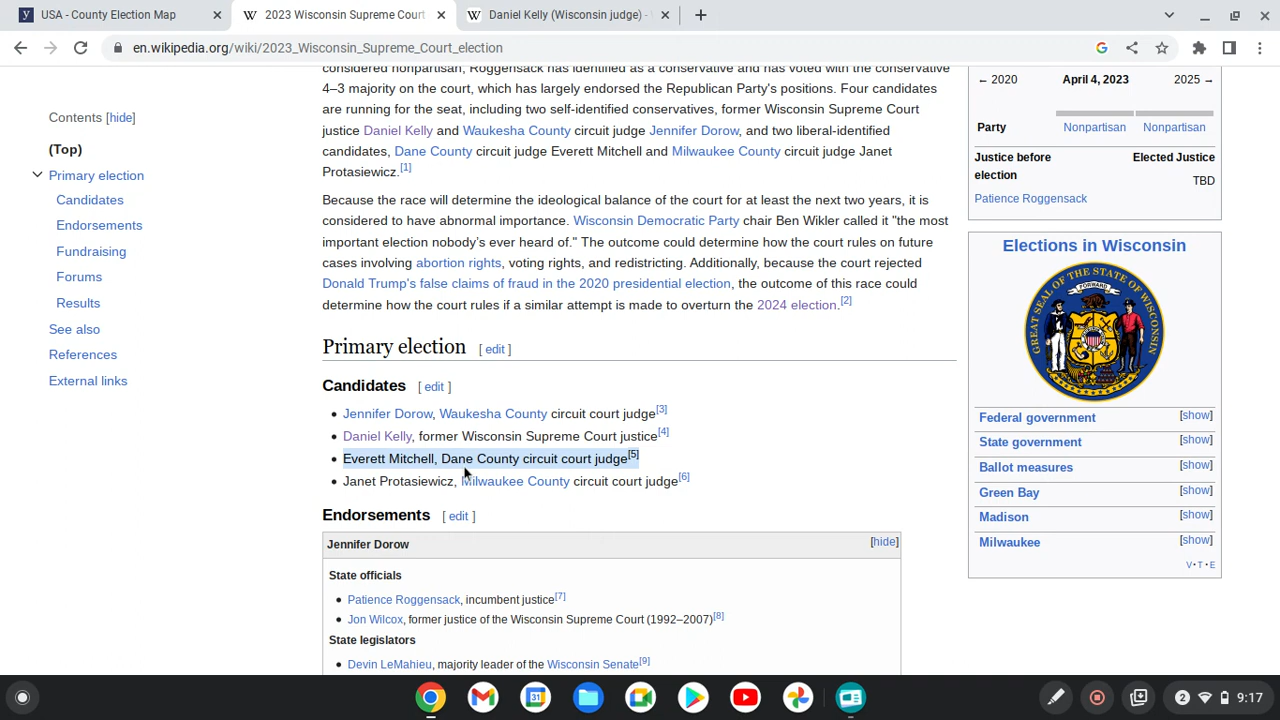 USA - County Election Map
2023 Wisconsin Supreme Court
Daniel Kelly (Wisconsin judge) -
en.wikipedia.org/wiki/2023_Wisconsin_Supreme_Court_election
Contents [hide]
(Top)
Primary election
Candidates
Endorsements
Fundraising
Forums
Results
See also
References
External links
considered nonpartisan, Roggensack has identified as a conservative and has voted with the conservative
4–3 majority on the court, which has largely endorsed the Republican Party's positions. Four candidates
are running for the seat, including two self-identified conservatives, former Wisconsin Supreme Court
justice Daniel Kelly and Waukesha County circuit judge Jennifer Dorow, and two liberal-identified
candidates, Dane County circuit judge Everett Mitchell and Milwaukee County circuit judge Janet
Protasiewicz.[1]
Because the race will determine the ideological balance of the court for at least the next two years, it is
considered to have abnormal importance. Wisconsin Democratic Party chair Ben Wikler called it "the most
important election nobody's ever heard of." The outcome could determine how the court rules on future
cases involving abortion rights, voting rights, and redistricting. Additionally, because the court rejected
Donald Trump's false claims of fraud in the 2020 presidential election, the outcome of this race could
determine how the court rules if a similar attempt is made to overturn the 2024 election.[2]
Primary election [ edit ]
Candidates [ edit ]
• Jennifer Dorow, Waukesha County circuit court judge[3]
• Daniel Kelly, former Wisconsin Supreme Court justice[4]
• Everett Mitchell, Dane County circuit court judge[5]
• Janet Protasiewicz, Milwaukee County circuit court judge[6]
Endorsements [ edit ]
Jennifer Dorow [hide]
State officials
• Patience Roggensack, incumbent justice[7]
• Jon Wilcox, former justice of the Wisconsin Supreme Court (1992–2007)[8]
State legislators
• Devin LeMahieu, majority leader of the Wisconsin Senate[9]
← 2020 April 4, 2023 2025 →
Party Nonpartisan Nonpartisan
Justice before election
Patience Roggensack
Elected Justice
TBD
Elections in Wisconsin
GREAT SEAL OF THE STATE OF WISCONSIN
FORWARD
Federal government [show]
State government [show]
Ballot measures [show]
Green Bay [show]
Madison [show]
Milwaukee [show]
V·T·E
31
2
9:17